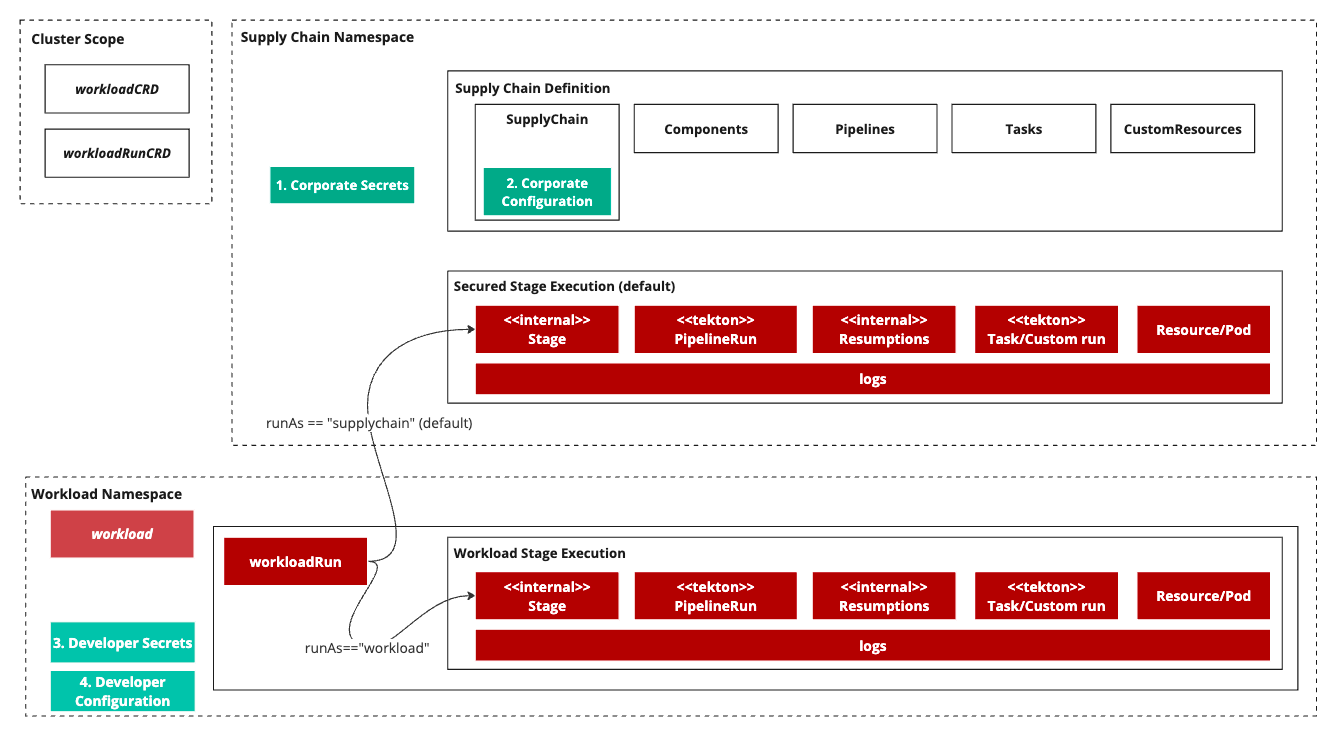 Cluster Scope
workloadCRD
workloadRunCRD
Supply Chain Namespace
1. Corporate Secrets
Supply Chain Definition
SupplyChain
2. Corporate
Configuration
Components
Pipelines
Tasks
CustomResources
Secured Stage Execution (default)
<<internal>>
Stage
<<tekton>>
PipelineRun
<<internal>>
Resumptions
<<tekton>>
Task/Custom run
Resource/Pod
logs
runAs == "supplychain" (default)
Workload Namespace
workload
3. Developer Secrets
4. Developer
Configuration
workloadRun
runAs=="workload"
Workload Stage Execution
<<internal>>
Stage
<<tekton>>
PipelineRun
<<internal>>
Resumptions
<<tekton>>
Task/Custom run
Resource/Pod
logs